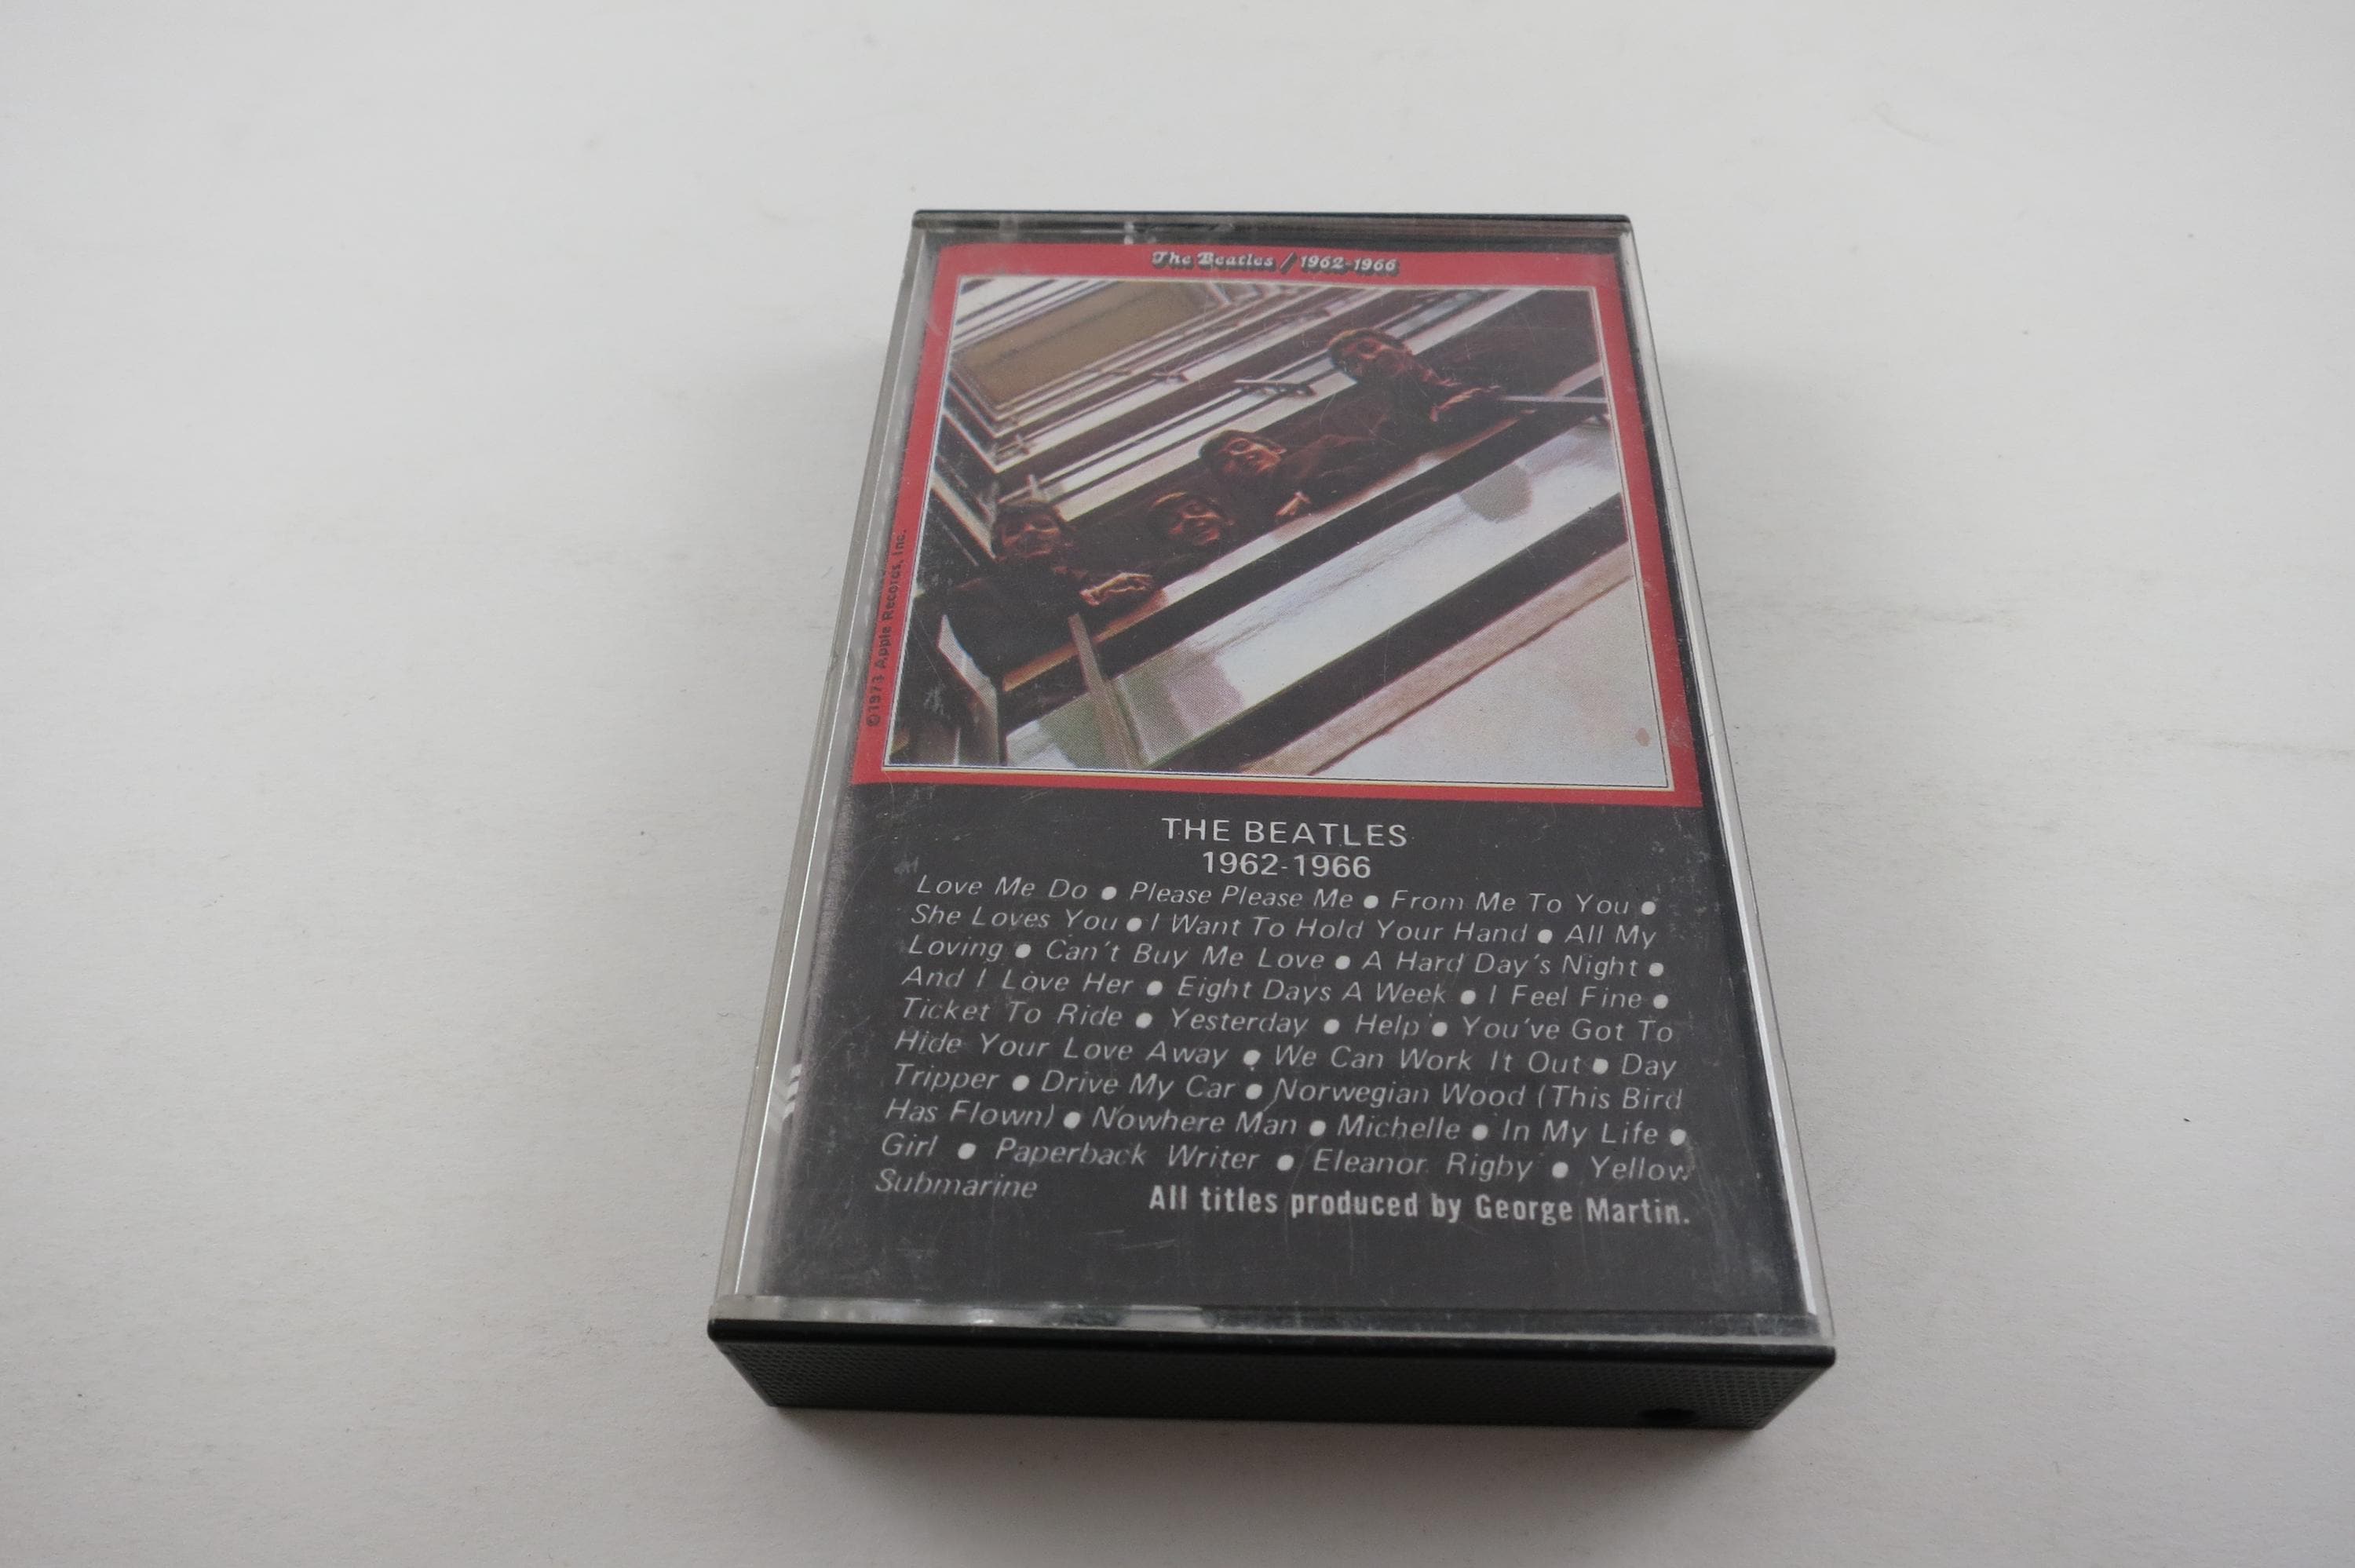 The Beatles / 1962-1966
©1973 Apple Records, Inc.
THE BEATLES
1962-1966
Love Me Do ● Please Please Me ● From Me To You ●
She Loves You ● I Want To Hold Your Hand ● All My
Loving ● Can't Buy Me Love ● A Hard Day's Night ●
And I Love Her ● Eight Days A Week ● I Feel Fine ●
Ticket To Ride ● Yesterday ● Help ● You've Got To
Hide Your Love Away ● We Can Work It Out ● Day
Tripper ● Drive My Car ● Norwegian Wood (This Bird
Has Flown) ● Nowhere Man ● Michelle ● In My Life ●
Girl ● Paperback Writer ● Eleanor Rigby ● Yellow
Submarine
All titles produced by George Martin.